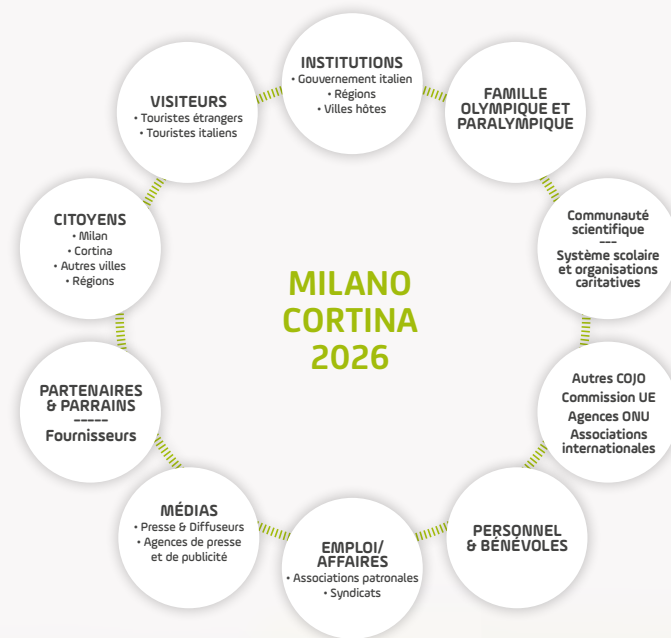 INSTITUTIONS
• Gouvernement italien
• Régions
• Villes hôtes
FAMILLE
OLYMPIQUE ET
PARALYMPIQUE
Communauté
scientifique
---
Système scolaire
et organisations
caritatives
Autres COJO
Commission UE
Agences ONU
Associations
internationales
PERSONNEL
& BÉNÉVOLES
EMPLOI/
AFFAIRES
• Associations patronales
• Syndicats
MÉDIAS
• Presse & Diffuseurs
• Agences de presse
et de publicité
PARTENAIRES
& PARRAINS
-----
Fournisseurs
CITOYENS
• Milan
• Cortina
• Autres villes
• Régions
VISITEURS
• Touristes étrangers
• Touristes italiens
MILANO
CORTINA
2026